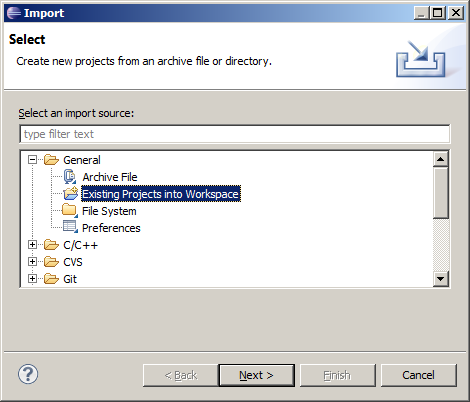 Import
Select
Create new projects from an archive file or directory.
Select an import source:
type filter text
General
Archive File
Existing Projects into Workspace
File System
Preferences
C/C++
CVS
Git
?
< Back
Next >
Finish
Cancel